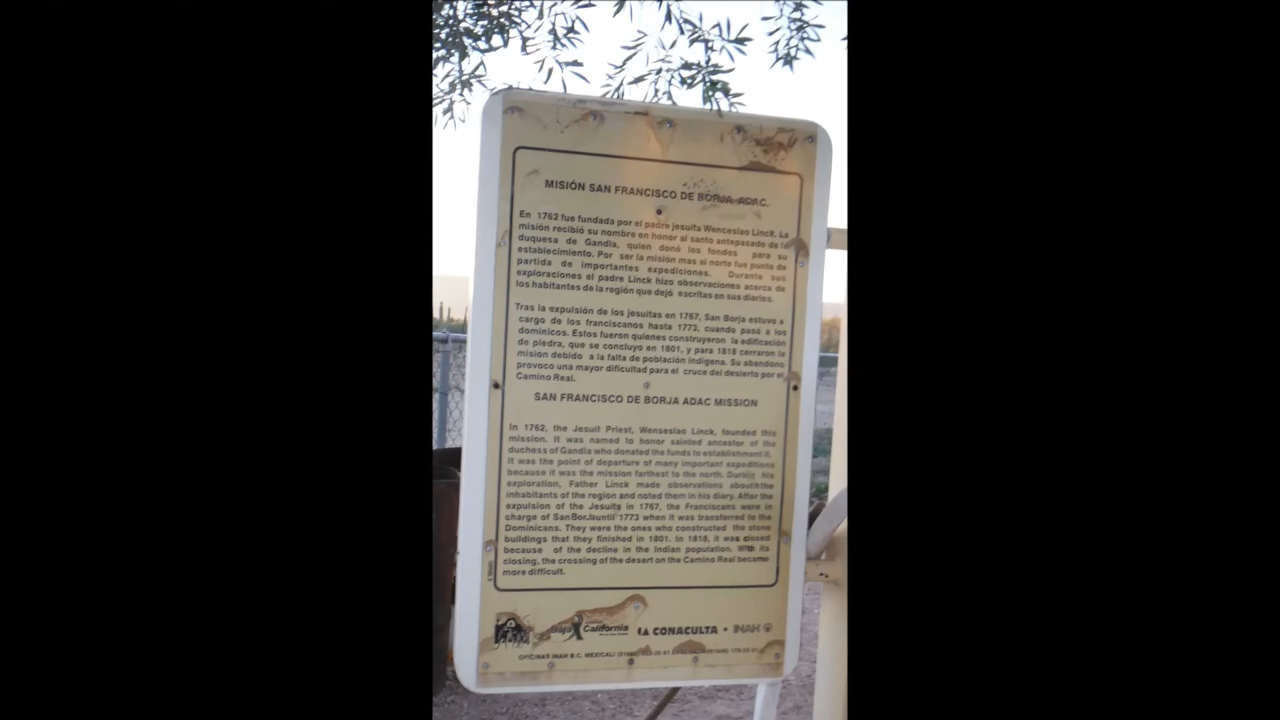 MISIÓN SAN FRANCISCO DE BORJA ADAC.
En 1762 fue fundada por el padre jesuita Wenceslao Linck. La
misión recibió su nombre en honor al santo antepasado de la
duquesa de Gandía, quien donó los fondos para su
establecimiento. Por ser la misión mas al norte fue punto de
partida de importantes expediciones. Durante sus
exploraciones el padre Linck hizo observaciones acerca de
los habitantes de la región que dejó escritas en sus diarios.
Tras la expulsión de los jesuitas en 1767, San Borja estuvo a
cargo de los franciscanos hasta 1773, cuando pasó a los
dominicos. Estos fueron quienes construyeron la edificación
de piedra, que se concluyo en 1801, y para 1818 cerraron la
misión debido a la falta de población indígena. Su abandono
provoco una mayor dificultad para el cruce del desierto por el
Camino Real.
SAN FRANCISCO DE BORJA ADAC MISSION
In 1762, the Jesuit Priest, Wenseslao Linck, founded this
mission. It was named to honor sainted ancestor of the
duchess of Gandia who donated the funds to establishment it.
It was the point of departure of many important expeditions
because it was the mission farthest to the north. Durin his
exploration, Father Linck made observations about the
inhabitants of the region and noted them in his diary. After the
expulsion of the Jesuits in 1767, the Franciscans were in
charge of San Borja until 1773 when it was transferred to the
Dominicans. They were the ones who constructed the stone
buildings that they finished in 1801. In 1818, it was closed
because of the decline in the Indian population. With its
closing, the crossing of the desert on the Camino Real became
more difficult.
Baja California
CONACULTA • INAH
OFICINAS INAH B.C. MEXICALI